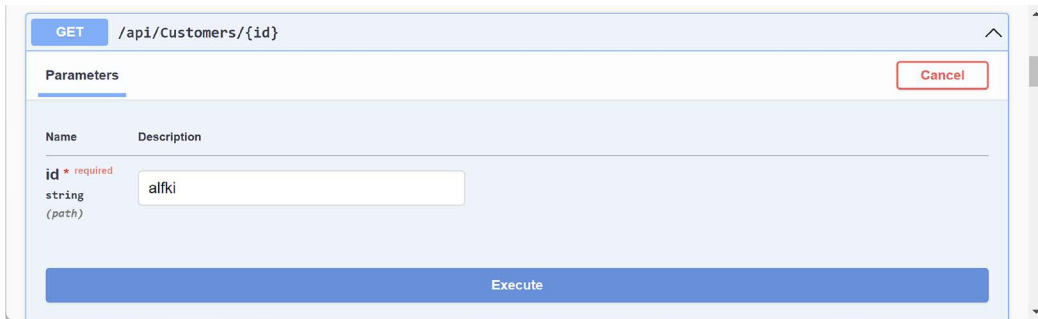 GET /api/Customers/{id}
Parameters
Cancel
Name Description
id * required
string
(path)
alfki
Execute